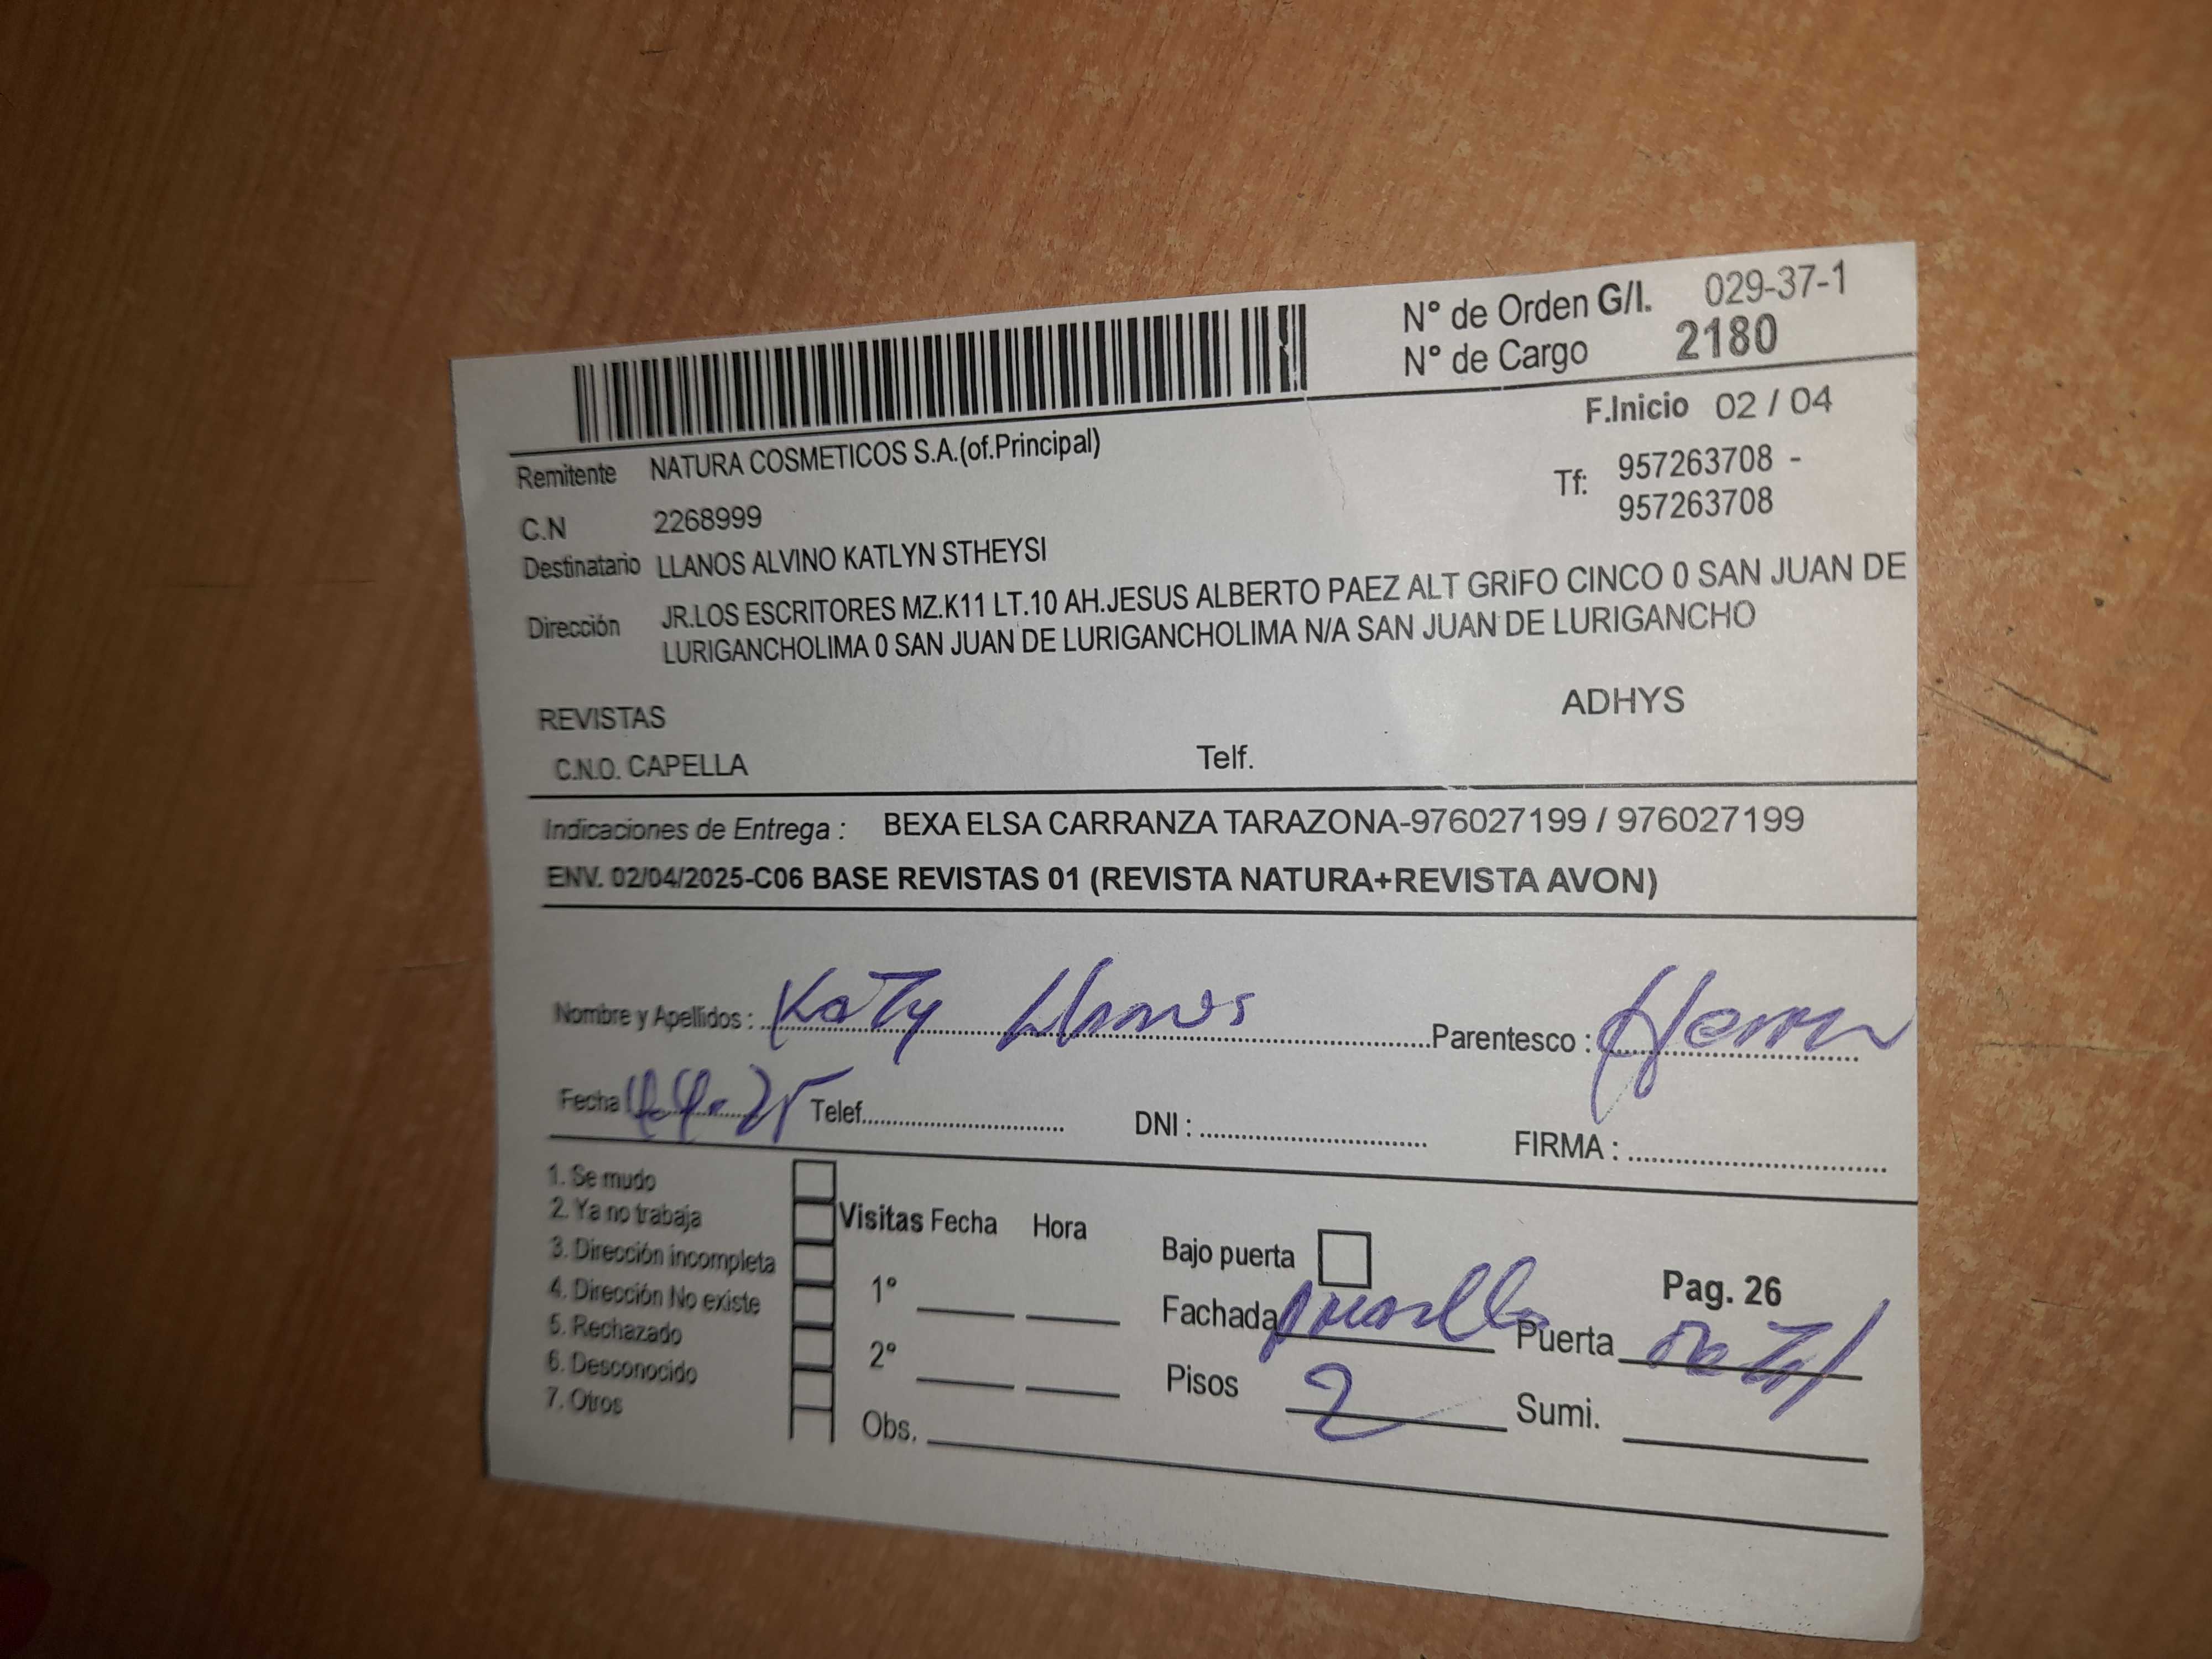 N° de Orden G/I. 029-37-1
N° de Cargo 2180
F.Inicio 02 / 04
Remitente NATURA COSMETICOS S.A.(of.Principal)
Tf: 957263708 -
957263708
C.N 2268999
Destinatario LLANOS ALVINO KATLYN STHEYSI
Dirección JR.LOS ESCRITORES MZ.K11 LT.10 AH.JESUS ALBERTO PAEZ ALT GRIFO CINCO 0 SAN JUAN DE
LURIGANCHOLIMA 0 SAN JUAN DE LURIGANCHOLIMA N/A SAN JUAN DE LURIGANCHO
REVISTAS ADHYS
C.N.O. CAPELLA Telf.
Indicaciones de Entrega : BEXA ELSA CARRANZA TARAZONA-976027199 / 976027199
ENV. 02/04/2025-C06 BASE REVISTAS 01 (REVISTA NATURA+REVISTA AVON)
Nombre y Apellidos : Katy Llanos Parentesco :
Fecha 4-4-25 Telef. DNI : FIRMA :
1. Se mudo
2. Ya no trabaja
3. Dirección incompleta
4. Dirección No existe
5. Rechazado
6. Desconocido
7. Otros
Visitas Fecha Hora
1°
2°
Obs.
Bajo puerta
Pag. 26
Fachada Puerta
Pisos 2 Sumi.